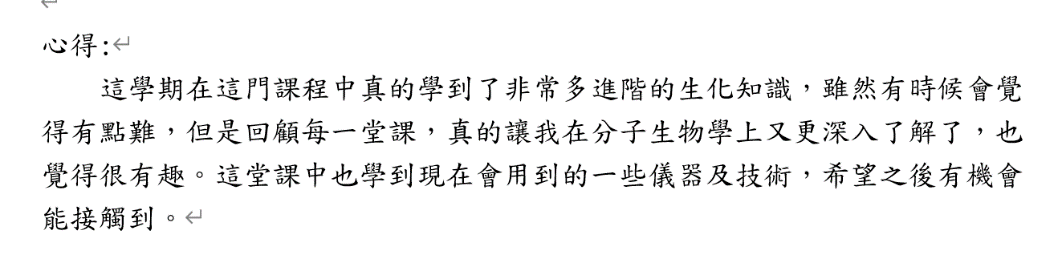 心得:
這學期在這門課程中真的學到了非常多進階的生化知識，雖然有時候會覺
得有點難，但是回顧每一堂課，真的讓我在分子生物學上又更深入了解了，也
覺得很有趣。這堂課中也學到現在會用到的一些儀器及技術，希望之後有機會
能接觸到。